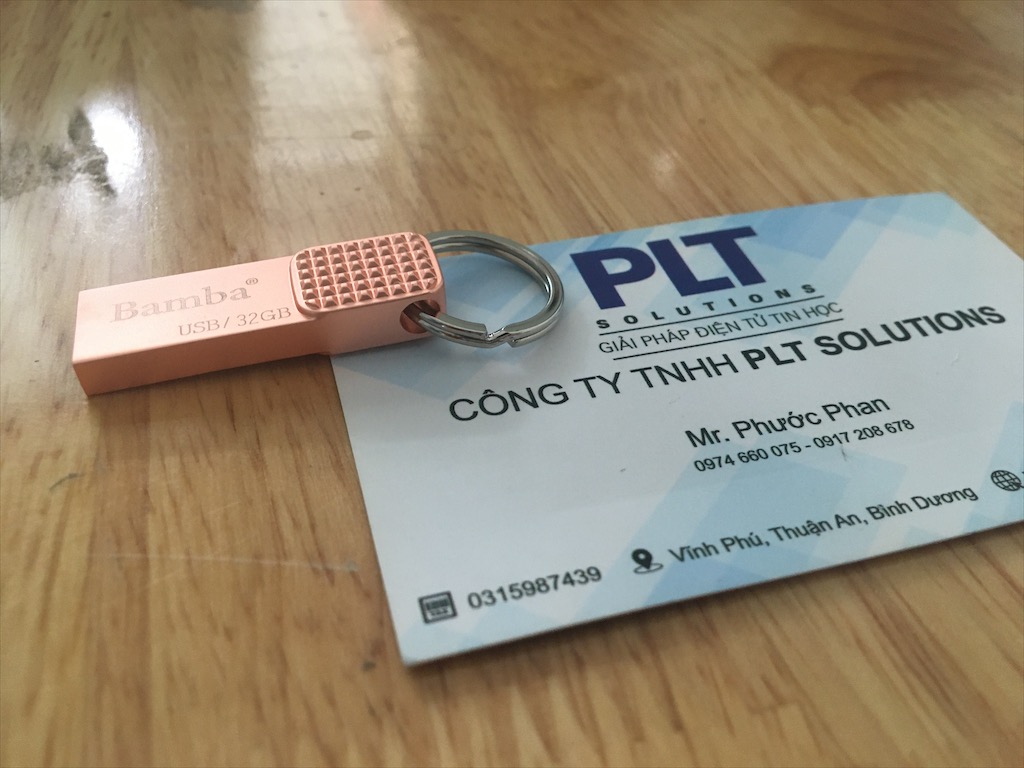 Bamba®
USB/32GB
PLT
SOLUTIONS
GIẢI PHÁP ĐIỆN TỬ TIN HỌC
CÔNG TY TNHH PLT SOLUTIONS
Mr. Phước Phan
0974 660 075 - 0917 208 678
0315987439
Vĩnh Phú, Thuận An, Bình Dương